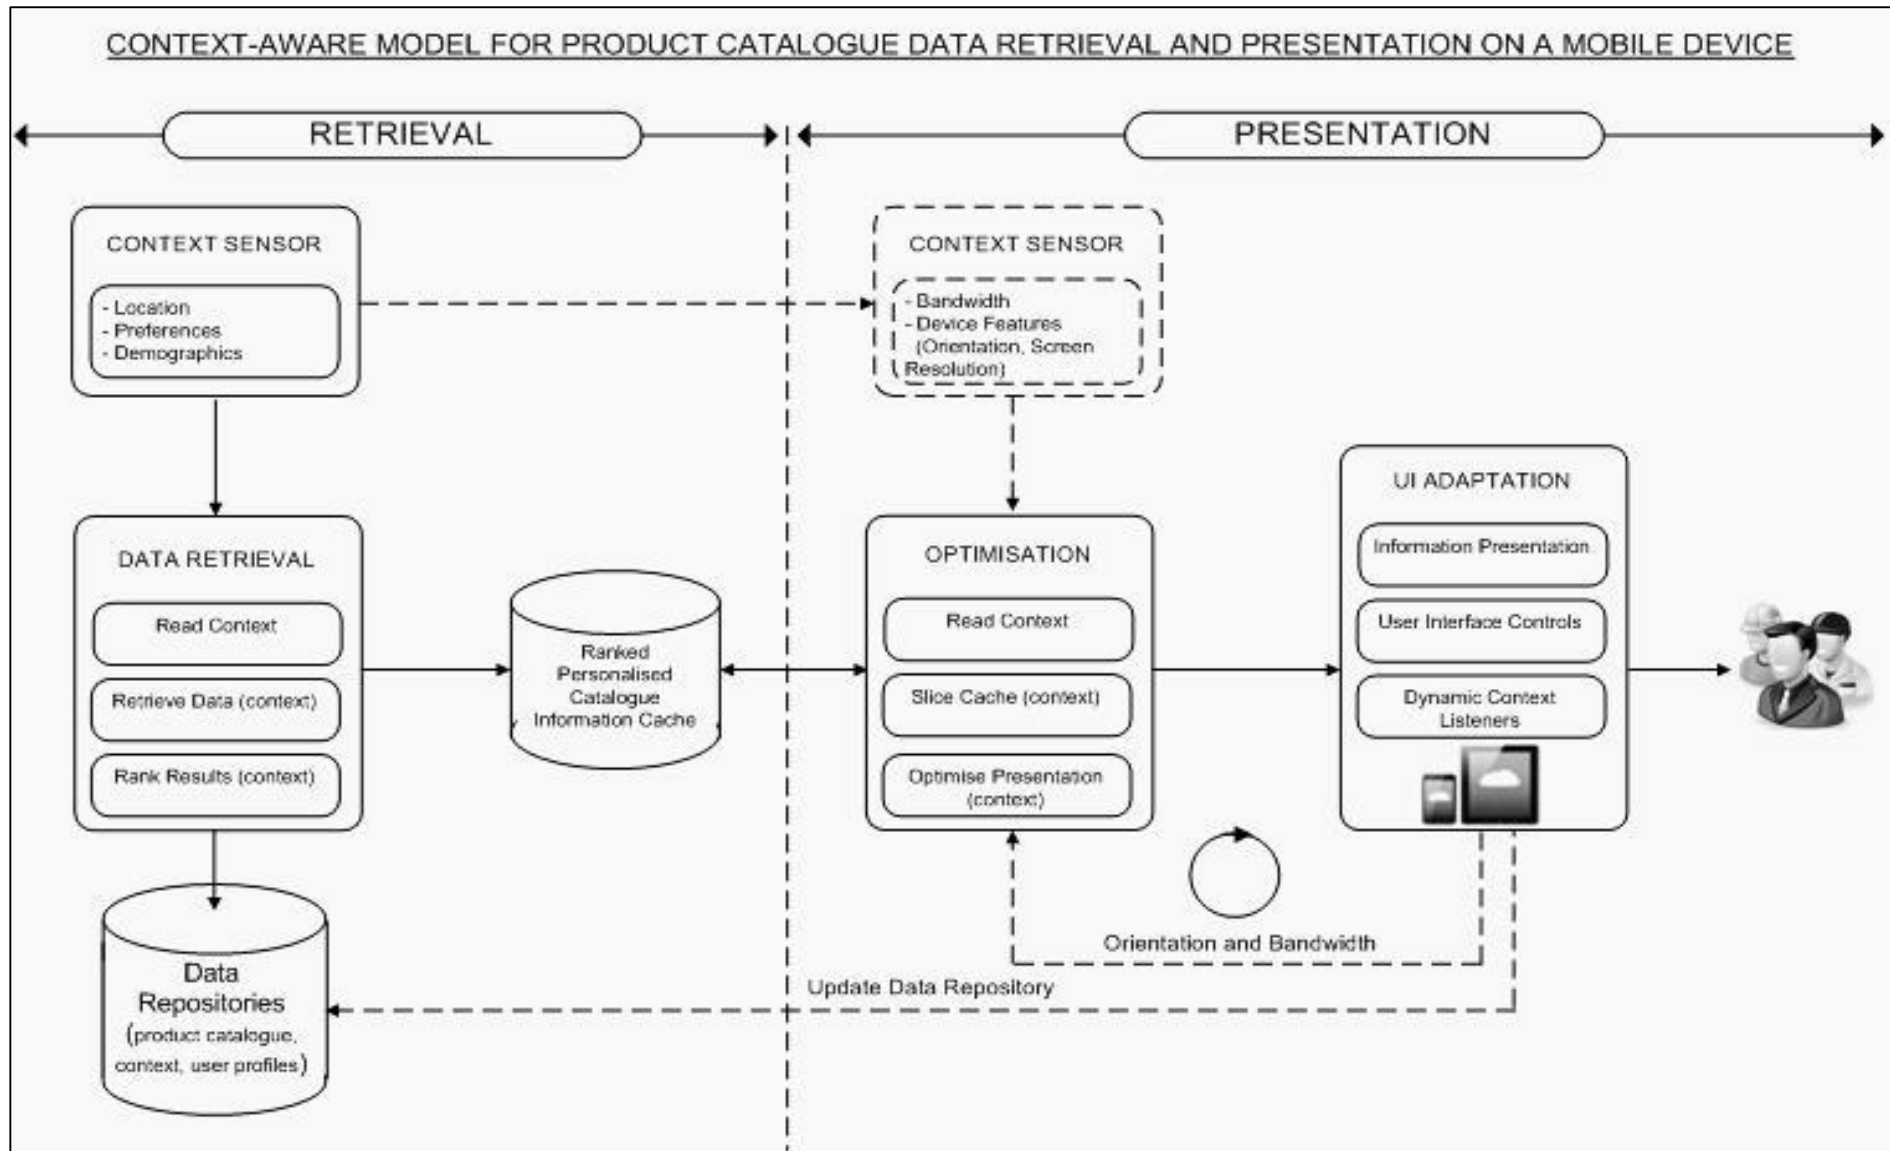 CONTEXT-AWARE MODEL FOR PRODUCT CATALOGUE DATA RETRIEVAL AND PRESENTATION ON A MOBILE DEVICE
RETRIEVAL
PRESENTATION
CONTEXT SENSOR
- Location
- Preferences
- Demographics
CONTEXT SENSOR
- Bandwidth
- Device Features
(Orientation, Screen
Resolution)
DATA RETRIEVAL
Read Context
Retrieve Data (context)
Rank Results (context)
Ranked
Personalised
Catalogue
Information Cache
OPTIMISATION
Read Context
Slice Cache (context)
Optimise Presentation
(context)
UI ADAPTATION
Information Presentation
User Interface Controls
Dynamic Context
Listeners
Orientation and Bandwidth
Update Data Repository
Data
Repositories
(product catalogue,
context, user profiles)